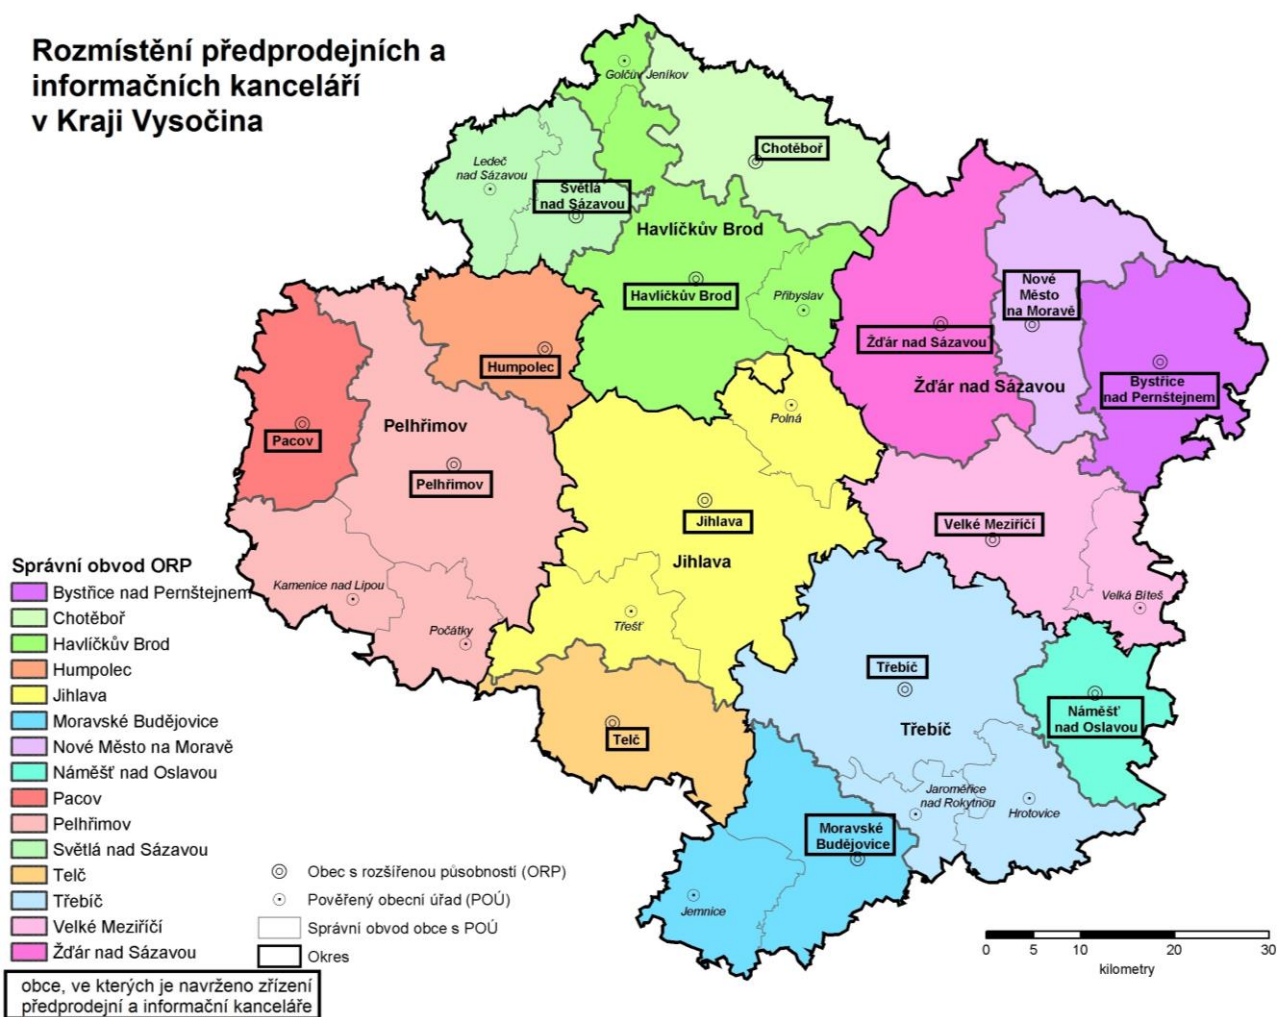 Rozmístění předprodejních a
informačních kanceláří
v Kraji Vysočina
Golčův Jeníkov
Chotěboř
Ledeč
nad Sázavou
Světlá
nad Sázavou
Havlíčkův Brod
Havlíčkův Brod
Přibyslav
Nové
Město
na Moravě
Žďár nad Sázavou
Žďár nad Sázavou
Bystřice
nad Pernštejnem
Humpolec
Polná
Pacov
Pelhřimov
Pelhřimov
Jihlava
Jihlava
Velké Meziříčí
Velká Bíteš
Kamenice nad Lipou
Počátky
Třešť
Třebíč
Třebíč
Náměšť
nad Oslavou
Telč
Jaroměřice
nad Rokytnou
Hrotovice
Moravské
Budějovice
Jemnice
Správní obvod ORP
Bystřice nad Pernštejnem
Chotěboř
Havlíčkův Brod
Humpolec
Jihlava
Moravské Budějovice
Nové Město na Moravě
Náměšť nad Oslavou
Pacov
Pelhřimov
Světlá nad Sázavou
Telč
Třebíč
Velké Meziříčí
Žďár nad Sázavou
obce, ve kterých je navrženo zřízení
předprodejní a informační kanceláře
Obec s rozšířenou působností (ORP)
Pověřený obecní úřad (POÚ)
Správní obvod obce s POÚ
Okres
0 5 10 20 30
kilometry